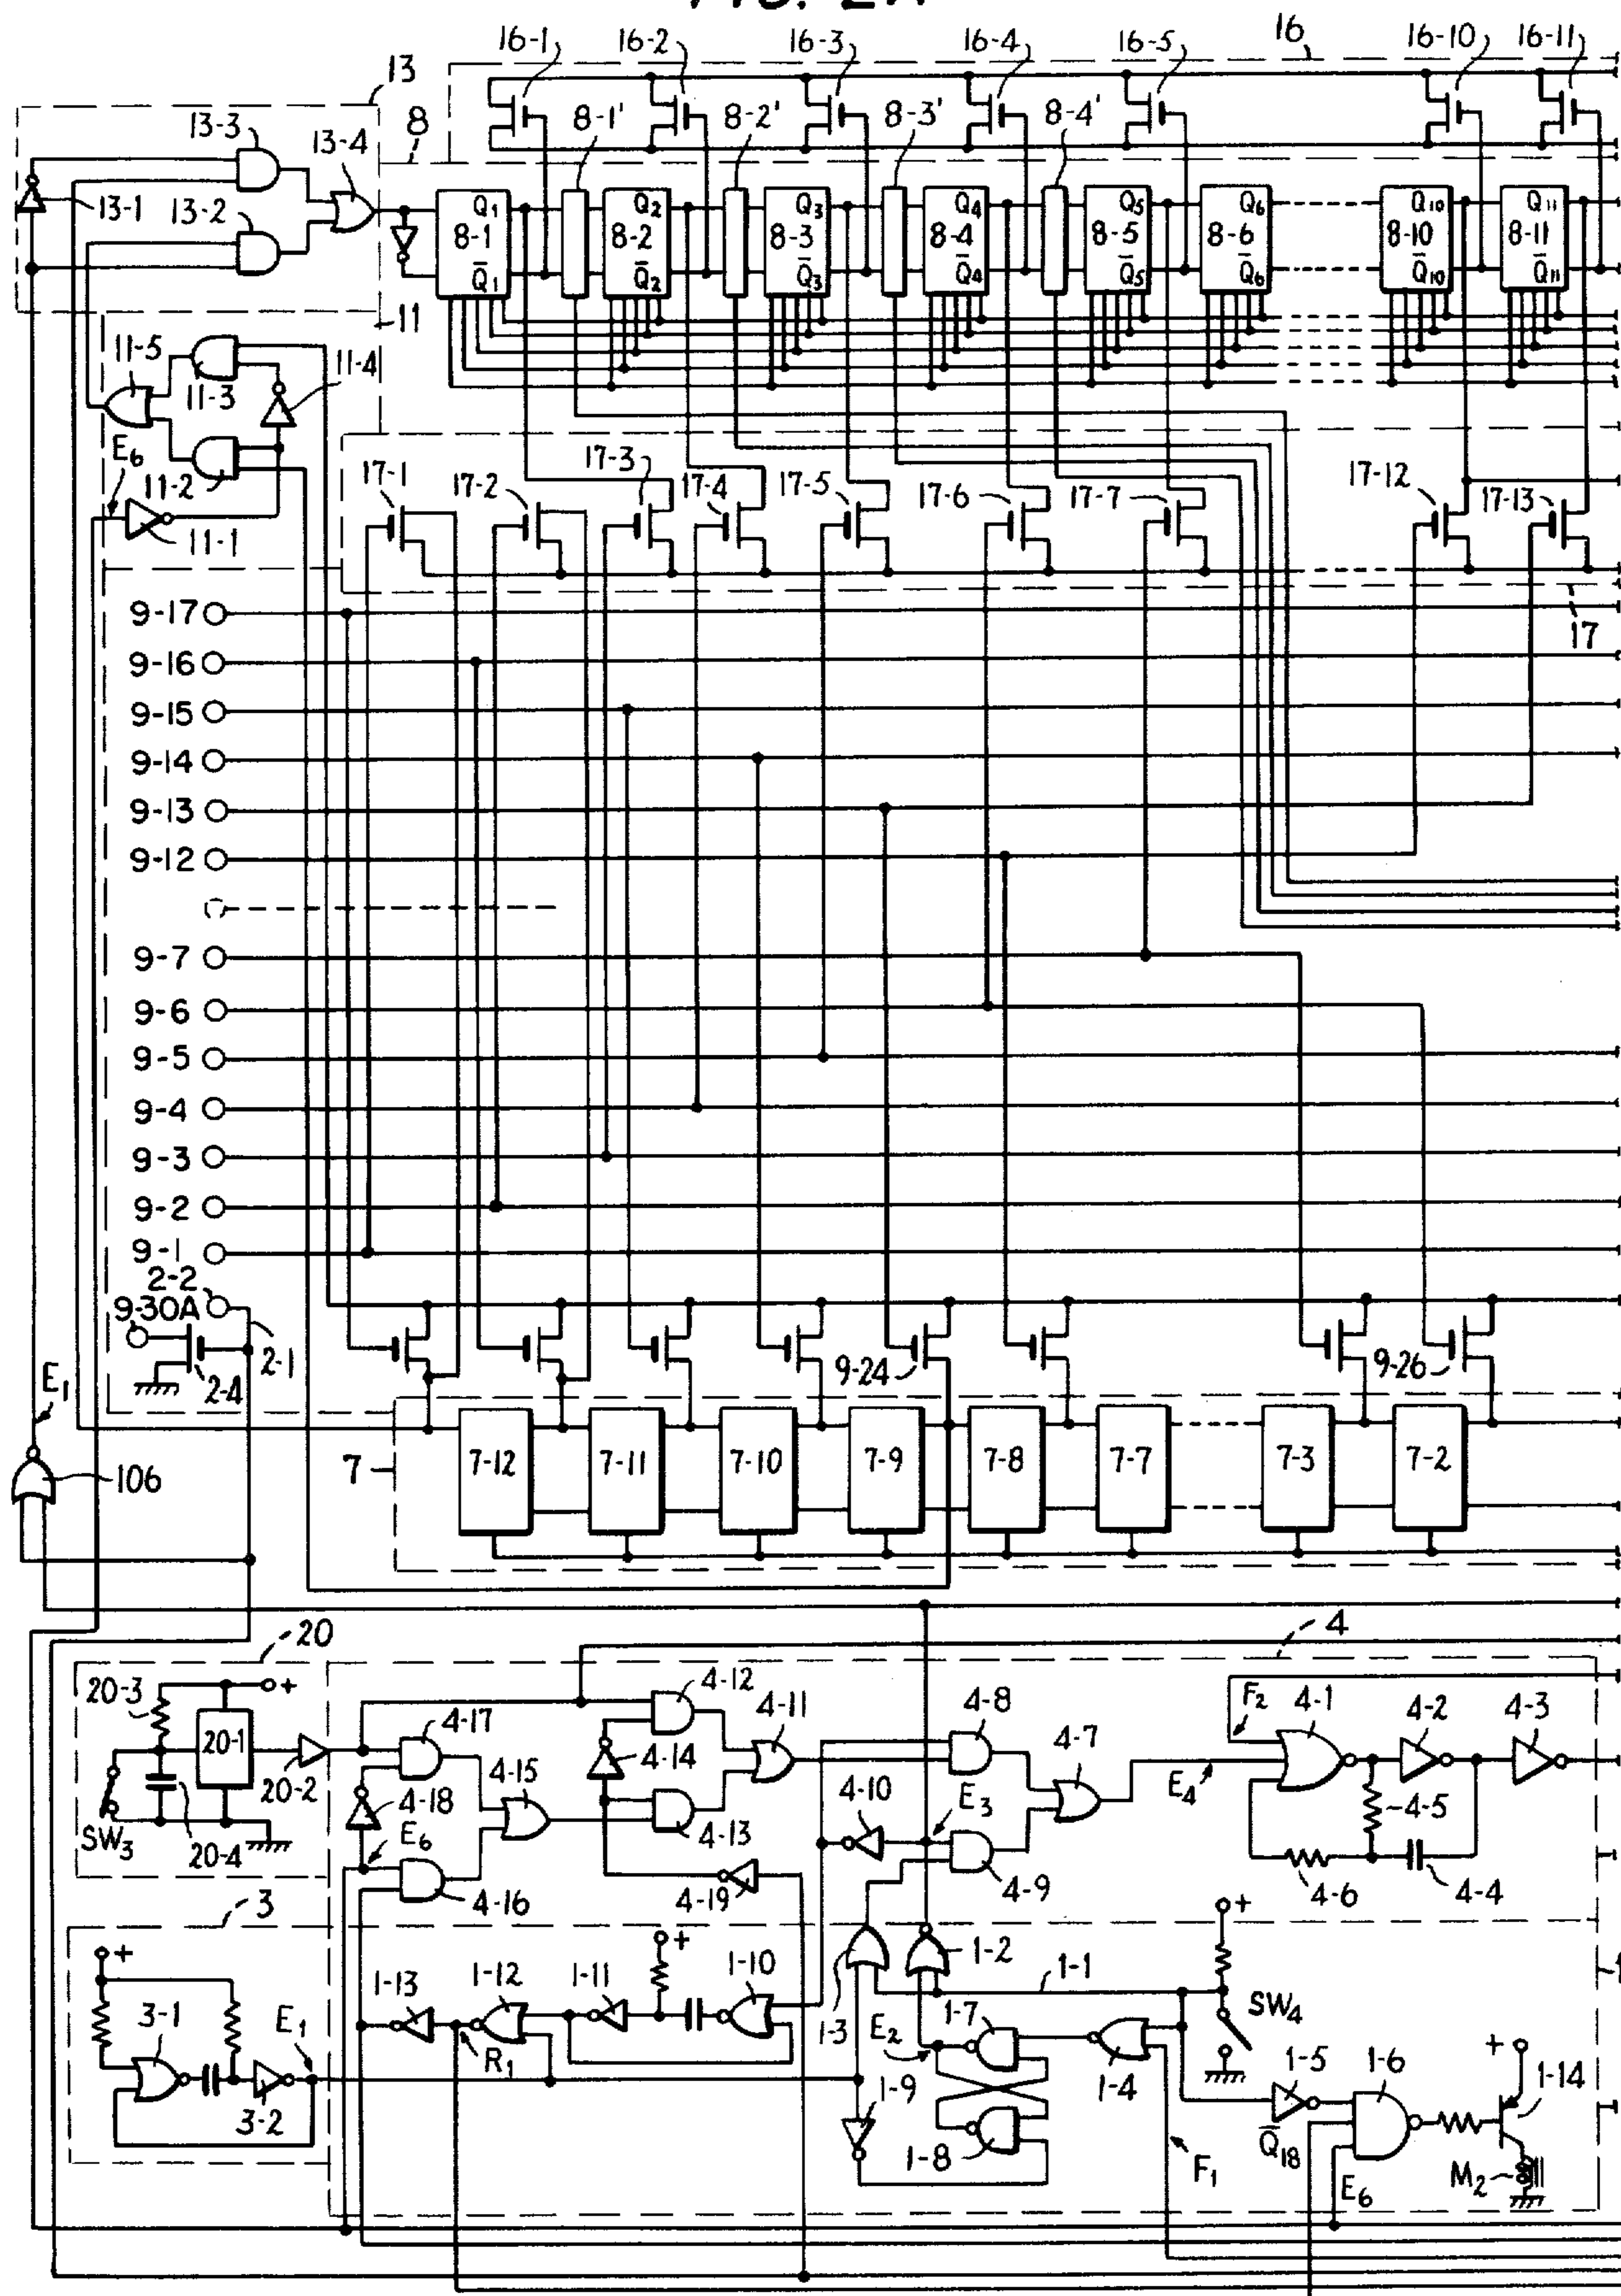 FIG. 2A
16-1 16-2 16-3 16-4 16-5 16 16-10 16-11
13
13-3 13-4 8 8-1' 8-2' 8-3' 8-4'
13-1 13-2
Q1 Q2 Q3 Q4 Q5 Q6 Q10 Q11
8-1 8-2 8-3 8-4 8-5 8-6 8-10 8-11
Q̅1 Q̅2 Q̅3 Q̅4 Q̅5 Q̅6 Q̅10 Q̅11
11
11-5 11-4
11-3
E6 17-1 17-2 17-3 17-4 17-5 17-6 17-7 17-12 17-13
11-2
11-1
9-17
17
9-16
9-15
9-14
9-13
9-12
9-7
9-6
9-5
9-4
9-3
9-2
9-1
2-2
9-30A
2-1
2-4 9-24 9-26
E1
7 7-12 7-11 7-10 7-9 7-8 7-7 7-3 7-2
106
20 4
20-3 + 4-12 4-11 4-8 F2 4-1 4-2 4-3
4-17 4-7
20-1 20-2 4-14 4-15 4-10 E3 E4
4-18 4-5
SW3 20-4 E6 4-13
4-16 4-19 4-9 4-6 4-4
3 +
+ + 1-13 1-12 1-11 1-10 1-2 1-1
3-1 E1 R1 1-3 E2 1-7 SW4
3-2 1-9 1-4 1-5 1-6 + 1-14
1-8 F1 Q̅18 E6 M2